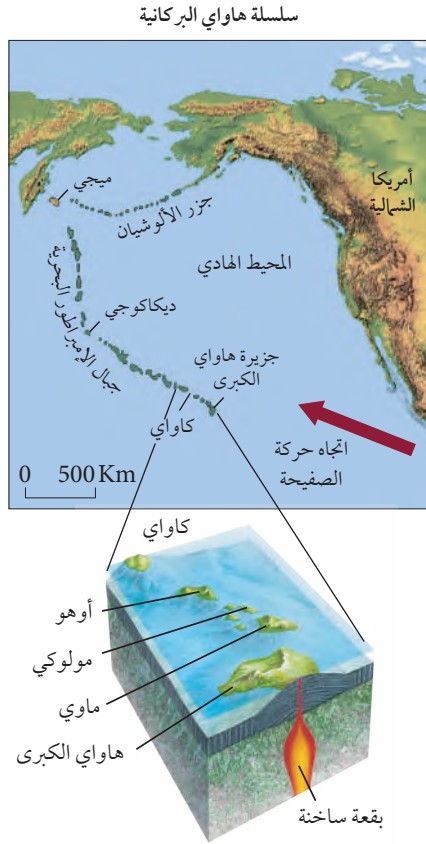 سلسلة هاواي البركانية
أمريكا
الشمالية
ميجي
جزر الألوشيان
المحيط الهادي
جبال الإمبراطور البحرية
ديكاكوجي
جزيرة هاواي
الكبرى
كاواي
اتجاه حركة
الصفيحة
0 500 Km
كاواي
أوهو
مولوكي
ماوي
هاواي الكبرى
بقعة ساخنة